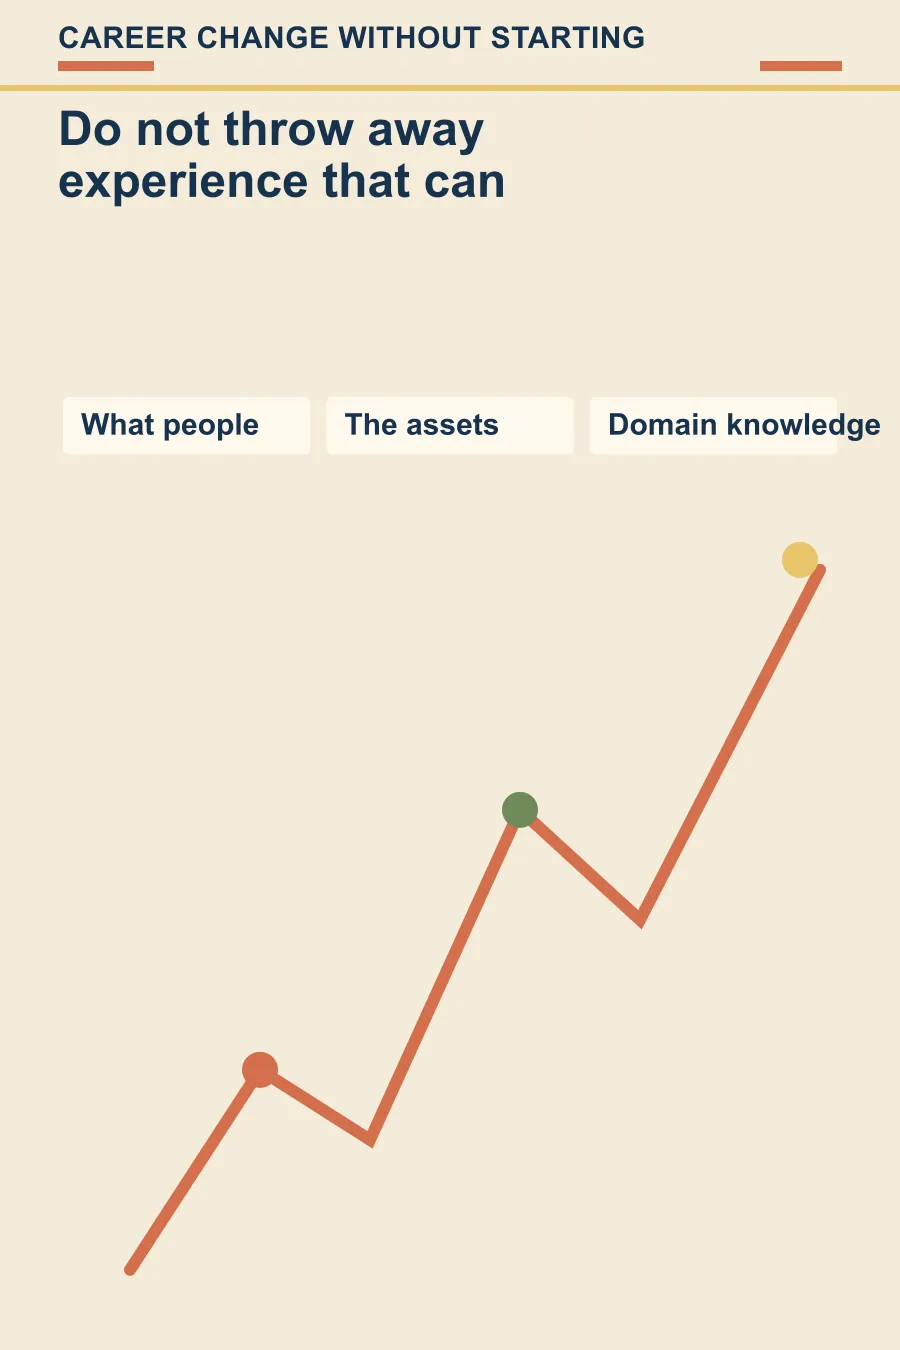 CAREER CHANGE WITHOUT STARTING
Do not throw away
experience that can
What people
The assets
Domain knowledge